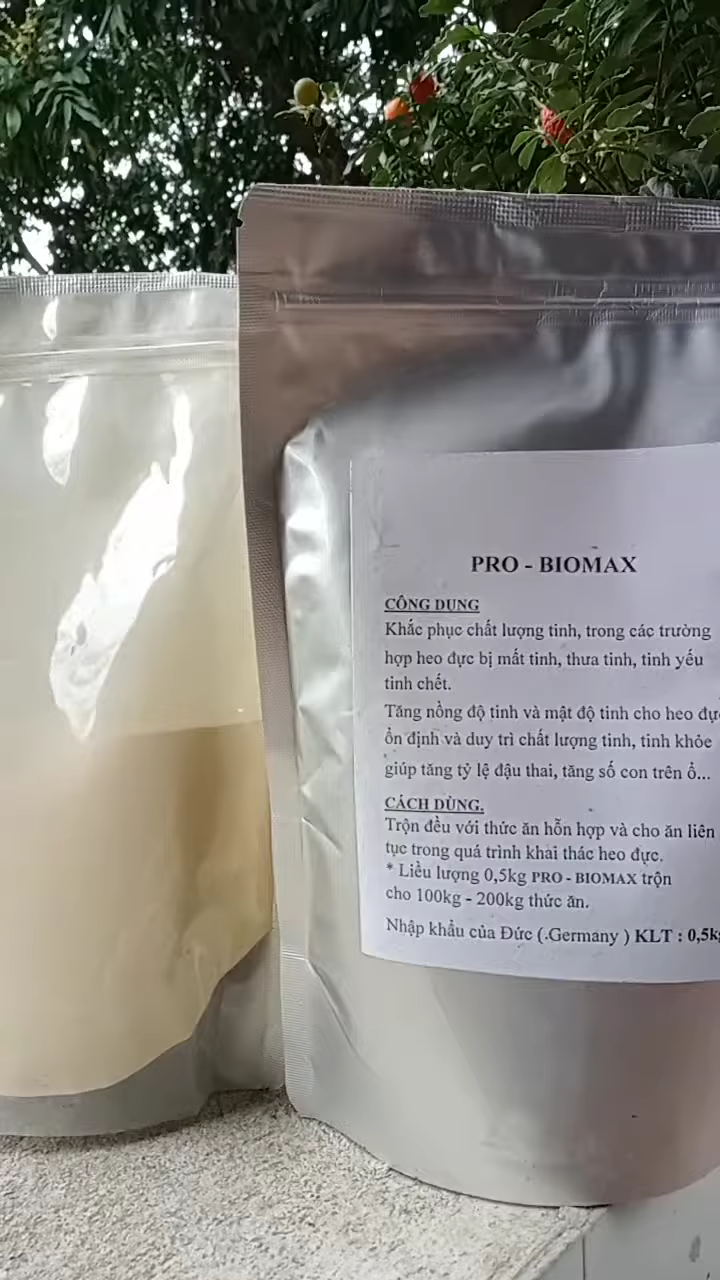 PRO - BIOMAX
CÔNG DỤNG
Khắc phục chất lượng tinh, trong các trường
hợp heo đực bị mất tinh, thưa tinh, tinh yếu
tinh chết.
Tăng nồng độ tinh và mật độ tinh cho heo đự
ổn định và duy trì chất lượng tinh, tinh khỏe
giúp tăng tỷ lệ đậu thai, tăng số con trên ổ...
CÁCH DÙNG.
Trộn đều với thức ăn hỗn hợp và cho ăn liên
tục trong quá trình khai thác heo đực.
* Liều lượng 0,5kg PRO - BIOMAX trộn
cho 100kg - 200kg thức ăn.
Nhập khẩu của Đức (.Germany ) KLT : 0,5kg